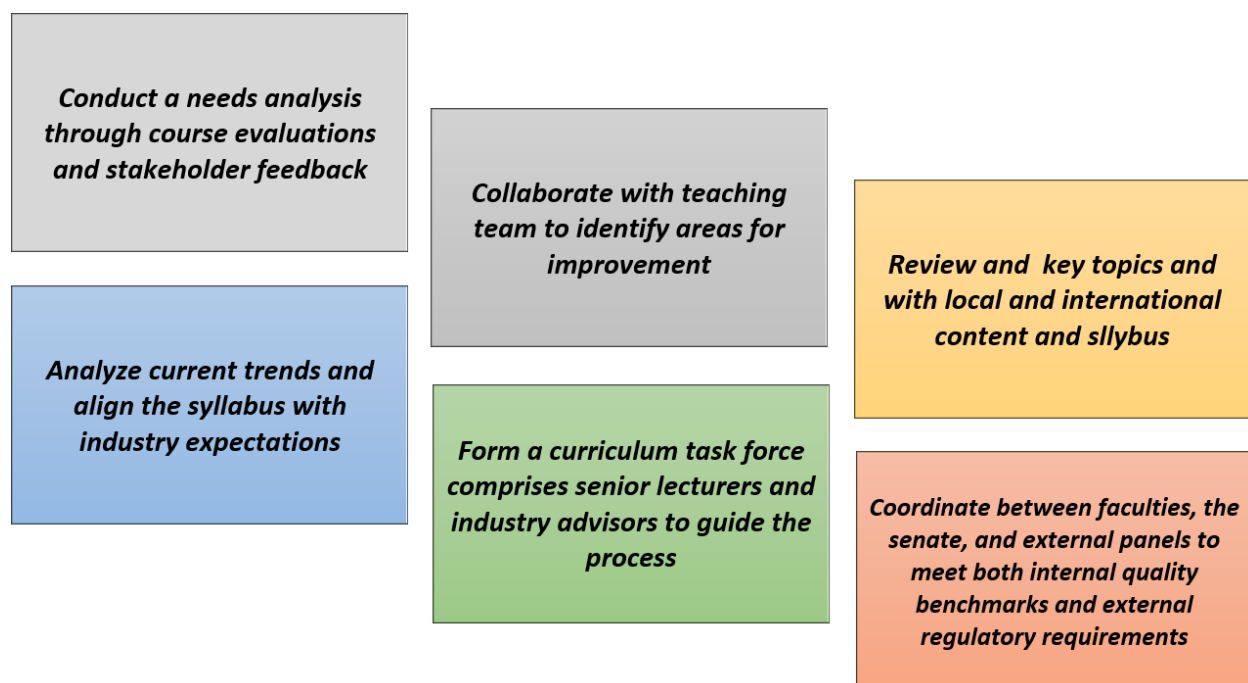 Conduct a needs analysis
through course evaluations
and stakeholder feedback
Analyze current trends and
align the syllabus with
industry expectations
Collaborate with teaching
team to identify areas for
improvement
Form a curriculum task force
comprises senior lecturers and
industry advisors to guide the
process
Review and  key topics and
with local and international
content and sllybus
Coordinate between faculties, the
senate, and external panels to
meet both internal quality
benchmarks and external
regulatory requirements